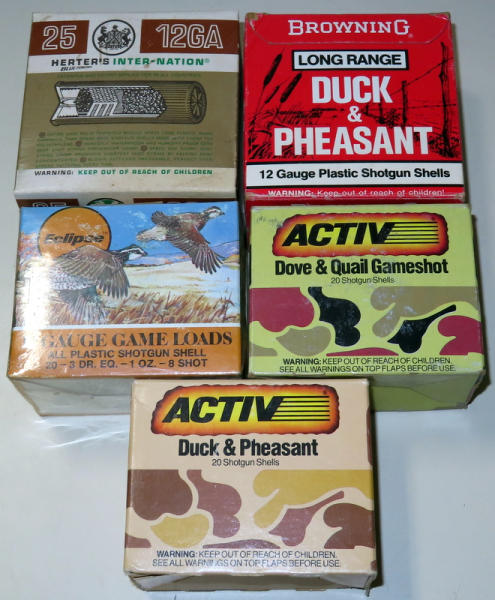 25
12GA
HERTER'S INTER-NATION®
WARNING: KEEP OUT OF REACH OF CHILDREN
BROWNING
LONG RANGE
DUCK
&
PHEASANT
12 Gauge Plastic Shotgun Shells
WARNING: Keep out of reach of children!
Eclipse
GAUGE GAME LOADS
ALL PLASTIC SHOTGUN SHELL
20 – 3 DR. EQ. – 1 OZ. – 8 SHOT
ACTIV
Dove & Quail Gameshot
20 Shotgun Shells
WARNING: KEEP OUT OF REACH OF CHILDREN.
SEE ALL WARNINGS ON TOP FLAPS BEFORE USE.
ACTIV
Duck & Pheasant
20 Shotgun Shells
WARNING: KEEP OUT OF REACH OF CHILDREN.
SEE ALL WARNINGS ON TOP FLAPS BEFORE USE.